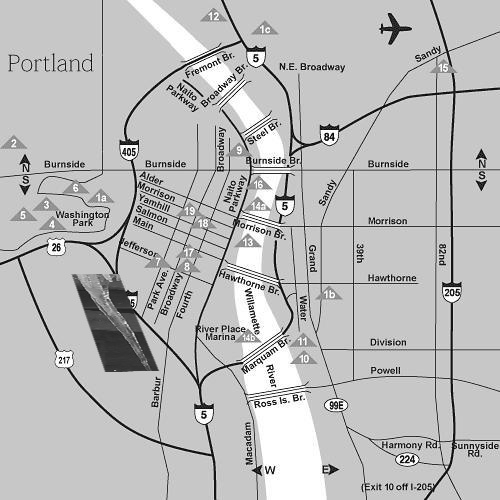 12
1c
5
Fremont Br.
Portland
N.E. Broadway
Sandy
15
Naito
Parkway
Broadway Br.
Steel Br.
84
405
Broadway
9
2
N
S
Burnside
Burnside
Burnside Br.
Burnside
N
S
Alder
Morrison
Yamhill
Salmon
Main
Jefferson
6
1a
3
5
4
Washington
Park
26
Naito
Parkway
16
14a
5
Sandy
19
18
Morrison Br.
Morrison
13
17
8
7
Park Ave.
Broadway
Fourth
Hawthorne Br.
Hawthorne
Grand
39th
82nd
Water
1b
205
5
Willamette
River
River Place
Marina
14b
Marquam Br.
11
10
Division
Powell
217
Barbur
5
Ross Is. Br.
99E
Macadam
Harmony Rd.
Sunnyside
Rd.
224
W
E
(Exit 10 off I-205)